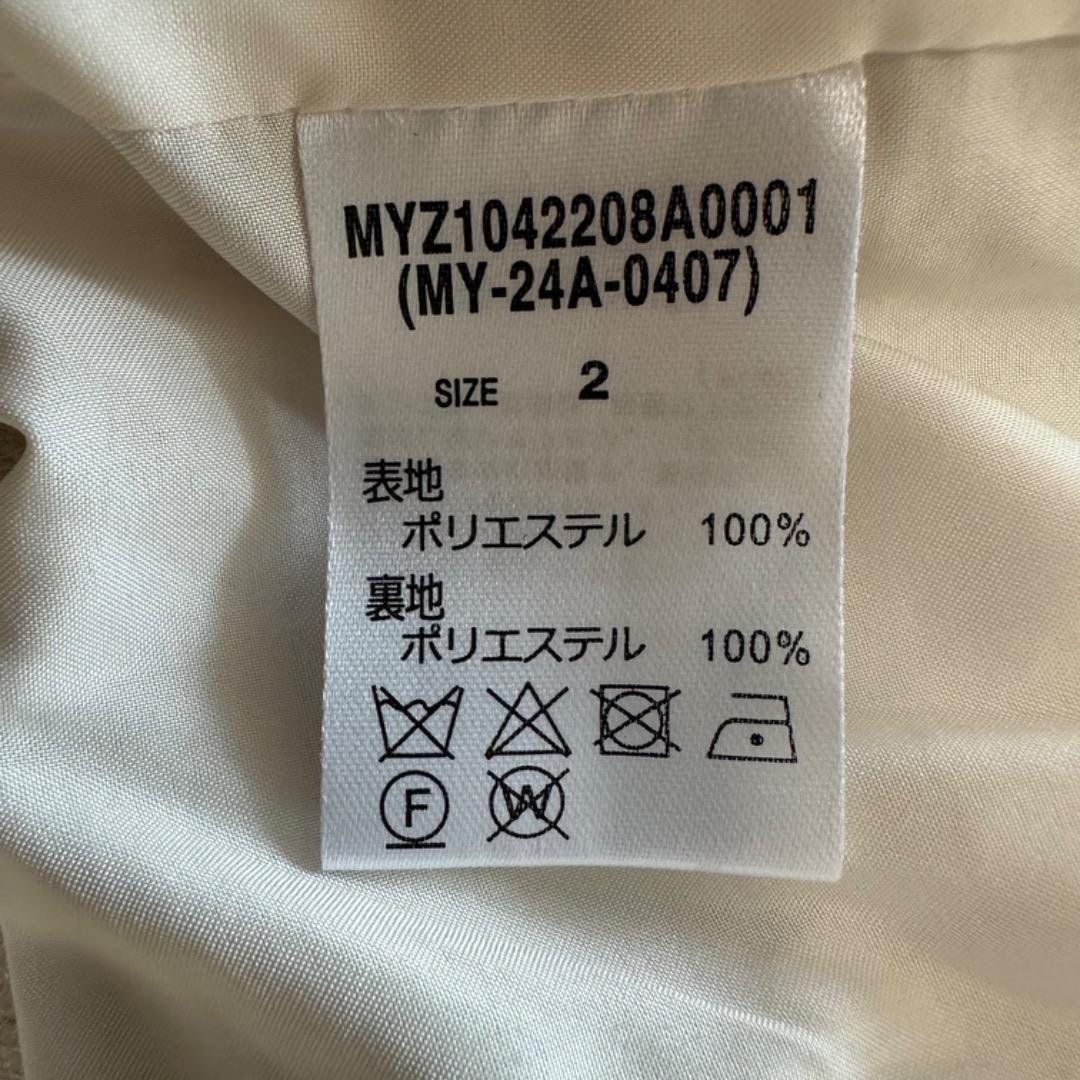 MYZ1042208A0001
(MY-24A-0407)
SIZE 2
表地
ポリエステル 100%
裏地
ポリエステル 100%
F
W